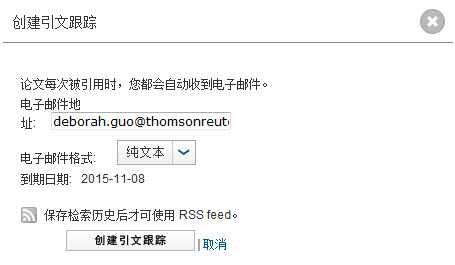 创建引文跟踪
论文每次被引用时，您都会自动收到电子邮件。
电子邮件地
址: deborah.guo@thomsonreut
电子邮件格式: 纯文本
到期日期: 2015-11-08
保存检索历史后才可使用 RSS feed。
创建引文跟踪 | 取消